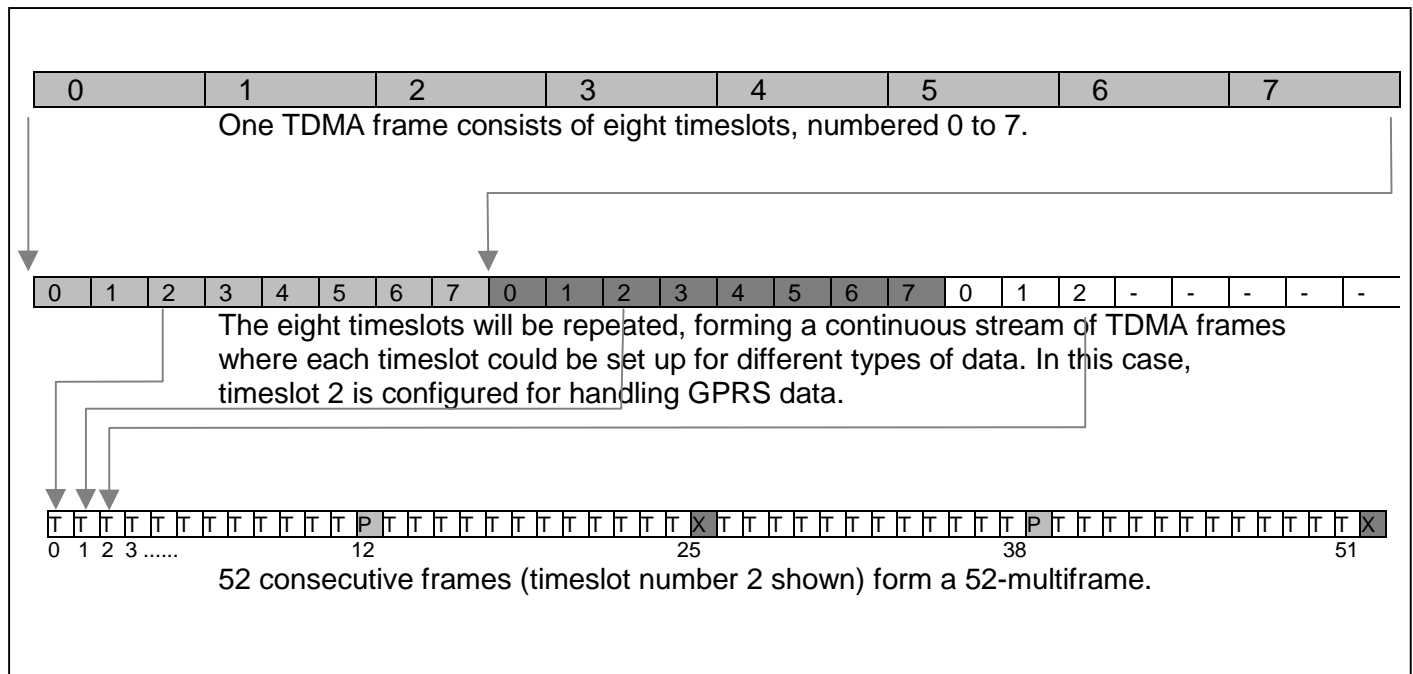 0 1 2 3 4 5 6 7
One TDMA frame consists of eight timeslots, numbered 0 to 7.
0 1 2 3 4 5 6 7 0 1 2 3 4 5 6 7 0 1 2 - - - - -
The eight timeslots will be repeated, forming a continuous stream of TDMA frames
where each timeslot could be set up for different types of data. In this case,
timeslot 2 is configured for handling GPRS data.
T T T T T T T T T T T T P T T T T T T T T T T T T X T T T T T T T T T T T T P T T T T T T T T T T T T X
0 1 2 3 ...... 12 25 38 51
52 consecutive frames (timeslot number 2 shown) form a 52-multiframe.